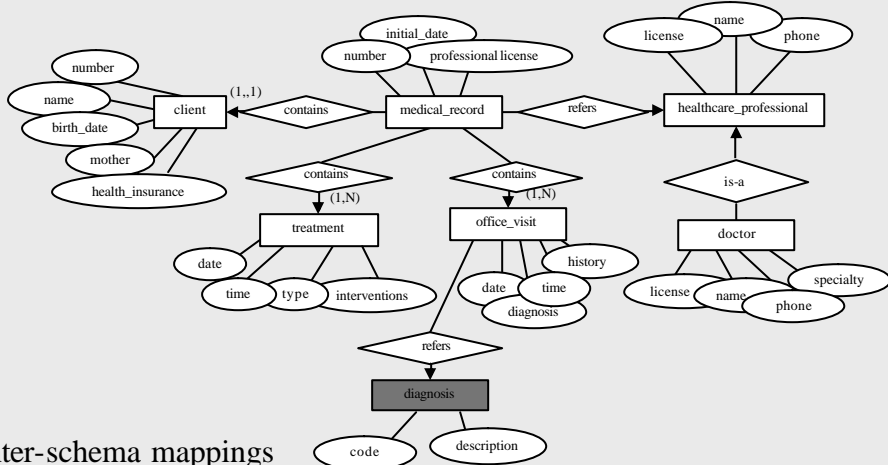 initial_date
name
number
professional license
license
phone
number
(1,,1)
name
client
contains
medical_record
refers
healthcare_professional
birth_date
mother
health_insurance
contains
contains
is-a
(1,N)
(1,N)
treatment
office_visit
doctor
date
history
specialty
time
type
interventions
date
time
license
name
diagnosis
phone
refers
diagnosis
code
description
ter-schema mappings